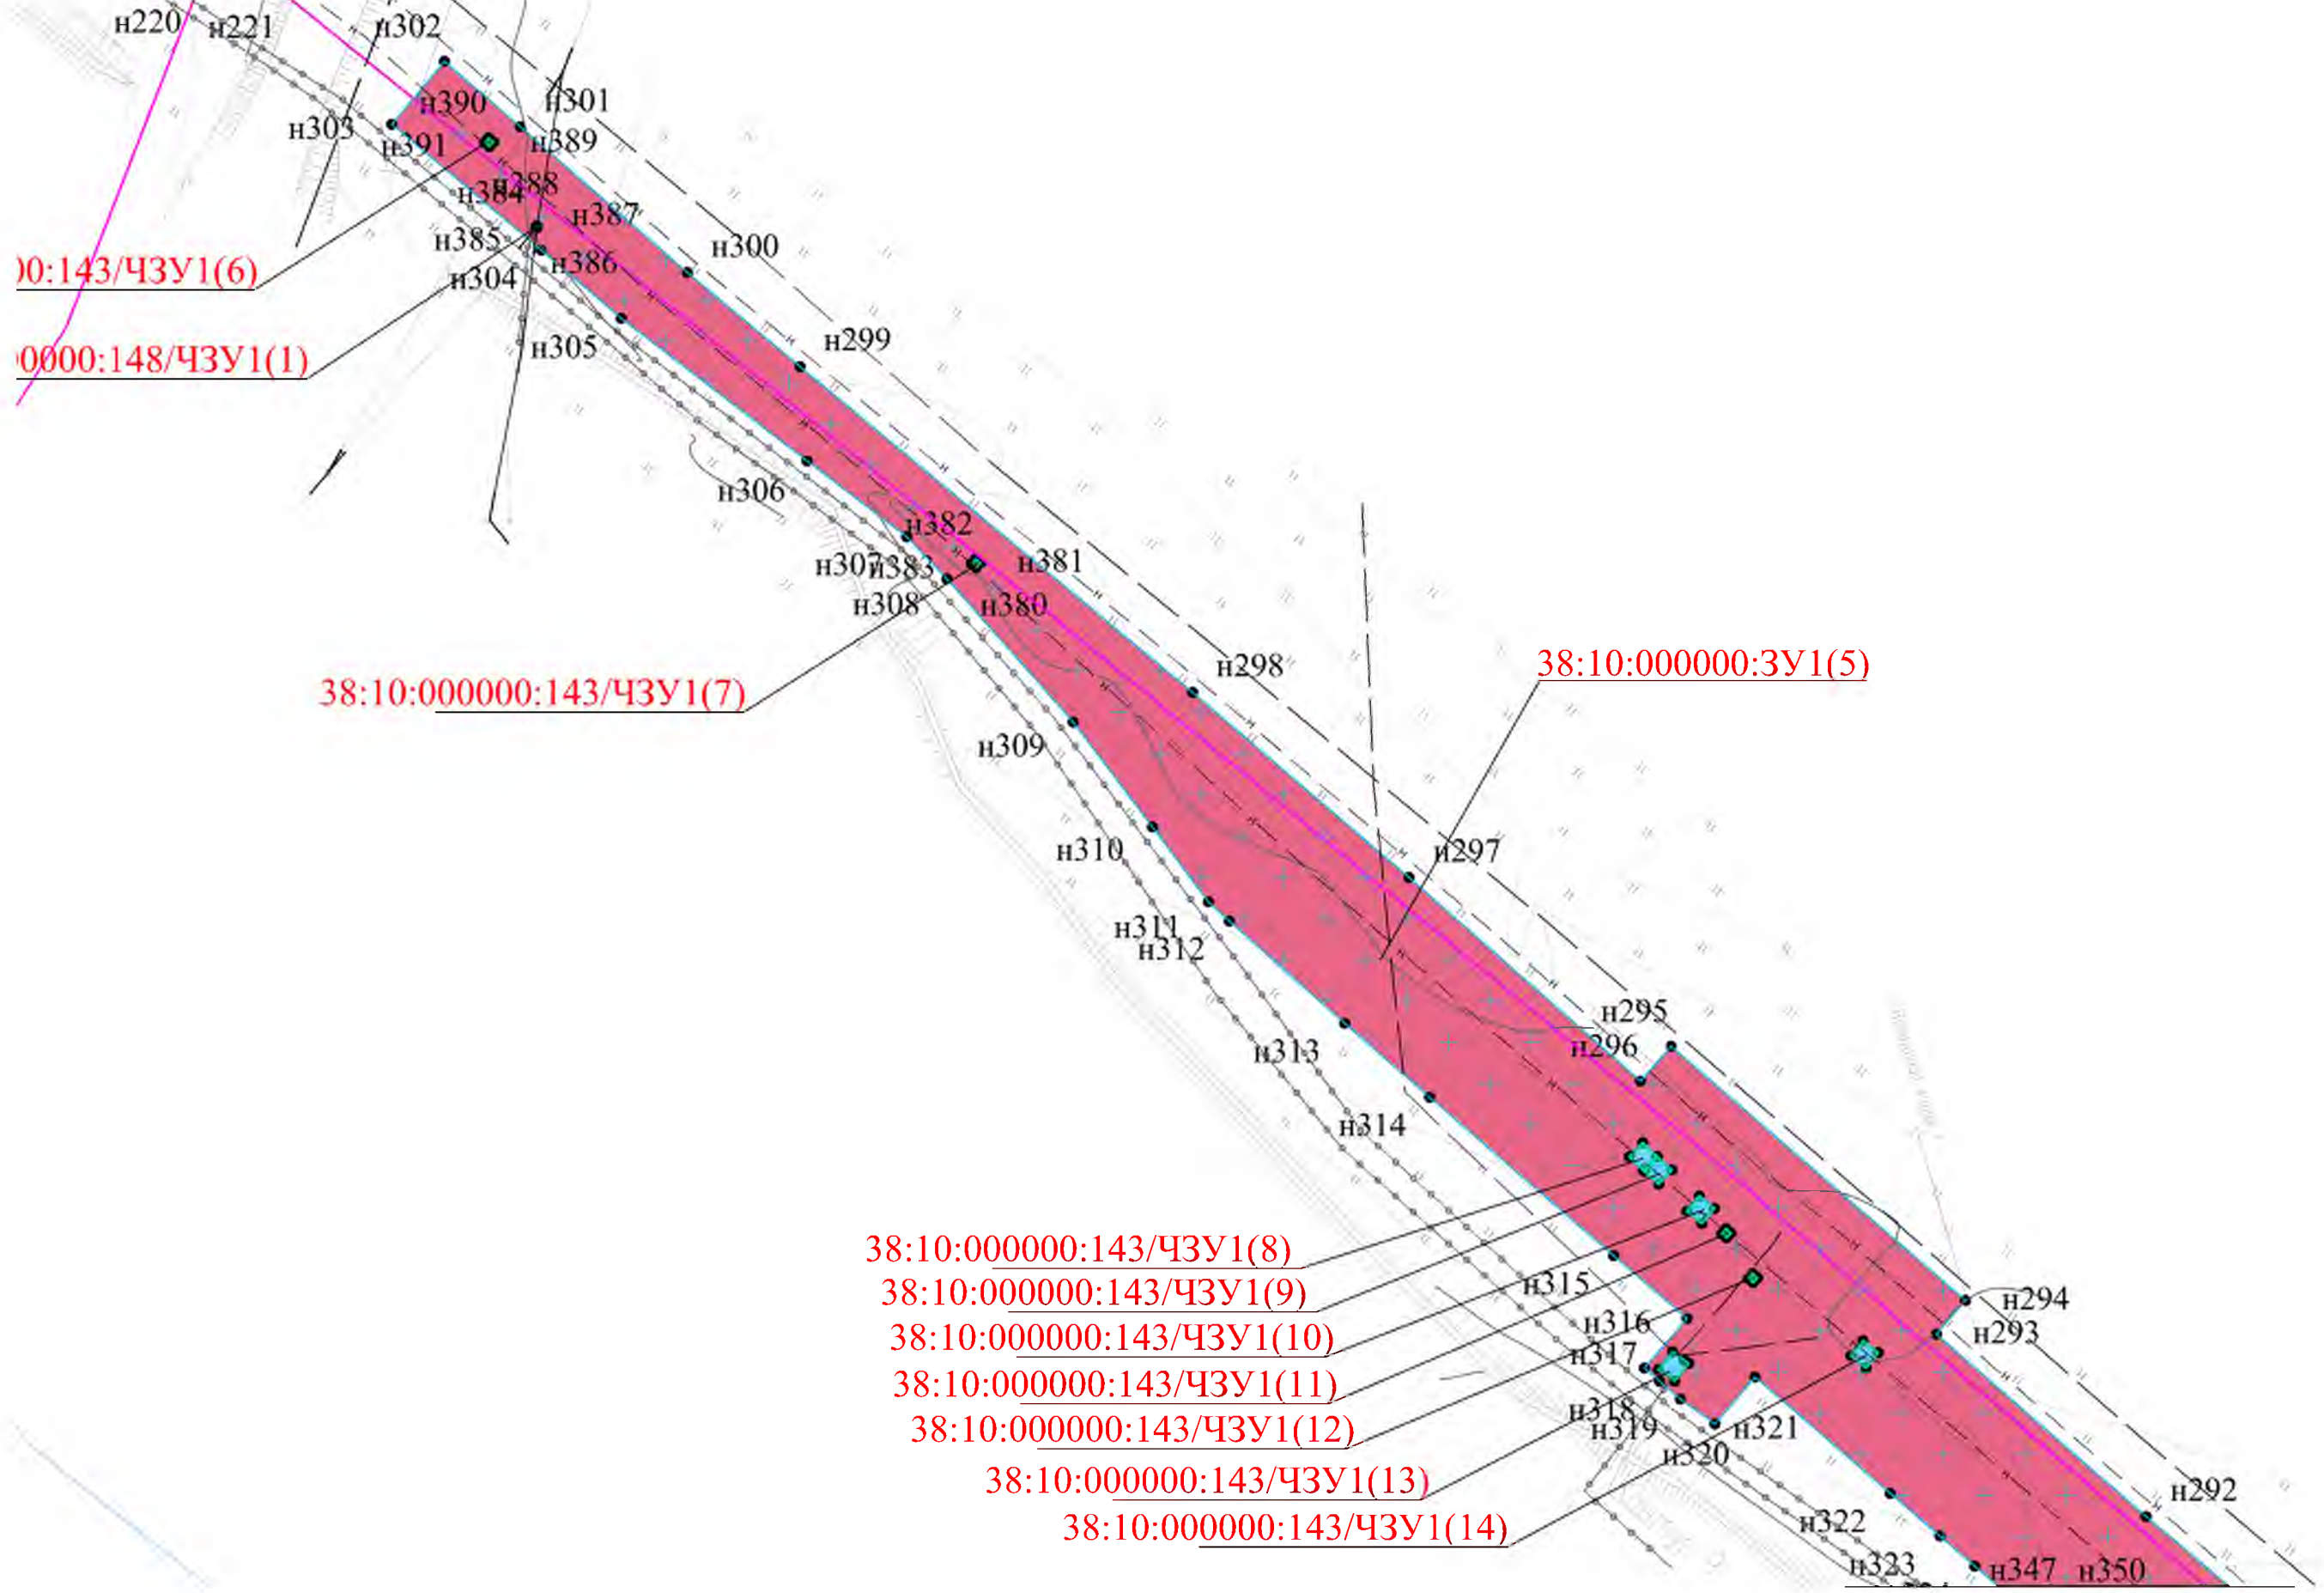 н220
н221
н302
н390
н301
н303
н391
н389
н388
н384
н387
н385
н300
н386
00:143/ЧЗУ1(6)
н304
н299
н305
0000:148/ЧЗУ1(1)
н306
н382
н381
н307
н383
н308
н380
38:10:000000:ЗУ1(5)
н298
38:10:000000:143/ЧЗУ1(7)
н309
н310
н297
н311
н312
н295
н296
н313
н314
38:10:000000:143/ЧЗУ1(8)
н315
38:10:000000:143/ЧЗУ1(9)
н294
н316
н293
38:10:000000:143/ЧЗУ1(10)
н317
38:10:000000:143/ЧЗУ1(11)
н318
38:10:000000:143/ЧЗУ1(12)
н319
н321
н320
38:10:000000:143/ЧЗУ1(13)
н292
38:10:000000:143/ЧЗУ1(14)
н322
н323
н347
н350